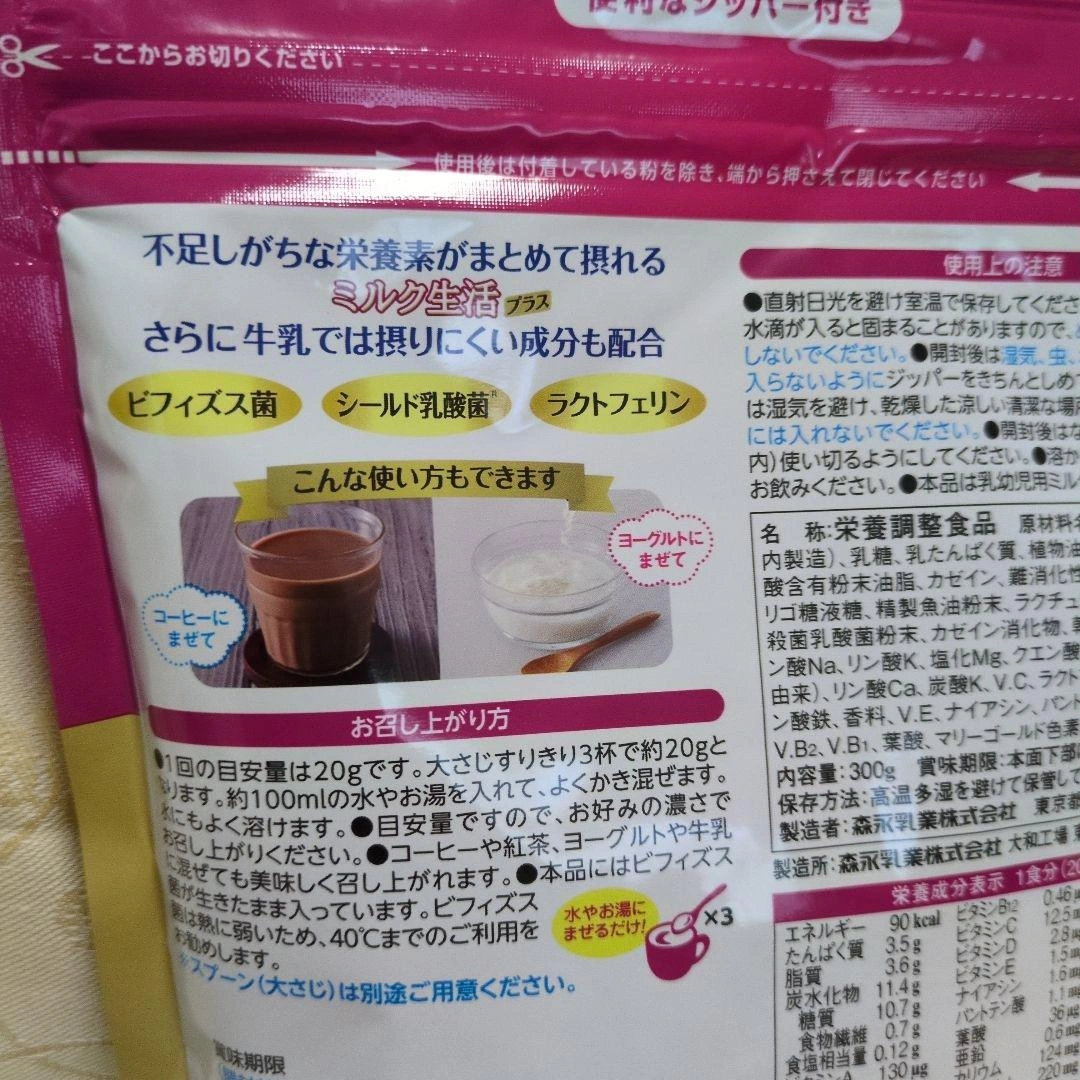 便利なジッパー付き
ここからお切りください
使用後は付着している粉を除き、端から押さえて閉じてください
不足しがちな栄養素がまとめて摂れる
ミルク生活プラス
さらに 牛乳では摂りにくい成分も配合
ビフィズス菌
シールド乳酸菌®
ラクトフェリン
こんな使い方もできます
コーヒーに
まぜて
ヨーグルトに
まぜて
お召し上がり方
●1回の目安量は20gです。大さじすりきり3杯で約20gと
なります。約100mlの水やお湯を入れて、よくかき混ぜます。
水にもよく溶けます。●目安量ですので、お好みの濃さで
お召し上がりください。●コーヒーや紅茶、ヨーグルトや牛乳
に混ぜても美味しく召し上がれます。●本品にはビフィズス
菌が生きたまま入っています。ビフィズス
菌は熱に弱いため、40℃までのご利用を
お勧めします。
※スプーン(大さじ)は別途ご用意ください。
水やお湯に
まぜるだけ!
×3
賞味期限
使用上の注意
●直射日光を避け室温で保存してくださ
水滴が入ると固まることがありますので、
しないでください。●開封後は湿気、虫、
入らないようにジッパーをきちんとしめ
は湿気を避け、乾燥した涼しい清潔な場
には入れないでください。●開封後はな
内)使い切るようにしてください。●溶か
お飲みください。●本品は乳幼児用ミル
名 称:栄養調整食品 原材料名
内製造)、乳糖、乳たんぱく質、植物油
酸含有粉末油脂、カゼイン、難消化性
リゴ糖液糖、精製魚油粉末、ラクチュ
殺菌乳酸菌粉末、カゼイン消化物、
ン酸Na、リン酸K、塩化Mg、クエン酸
由来)、リン酸Ca、炭酸K、V.C、ラクト
ン酸鉄、香料、V.E、ナイアシン、パント
V.B2、V.B1、葉酸、マリーゴールド色素
内容量:300g 賞味期限:本面下部
保存方法:高温多湿を避けて保管して
製造者:森永乳業株式会社 東京都
製造所:森永乳業株式会社 大和工場
栄養成分表示 1食分(20
エネルギー 90kcal ビタミンB12 0.46
たんぱく質 3.5g ビタミンC 12.5
脂質 3.6g ビタミンD 2.8
炭水化物 11.4g ビタミンE 1.5
糖質 10.7g ナイアシン 1.6
食物繊維 0.7g パントテン酸 1.1
食塩相当量 0.12g 葉酸 36μg
ビタミンA 130μg 亜鉛 0.6mg
カリウム 124mg
220mg